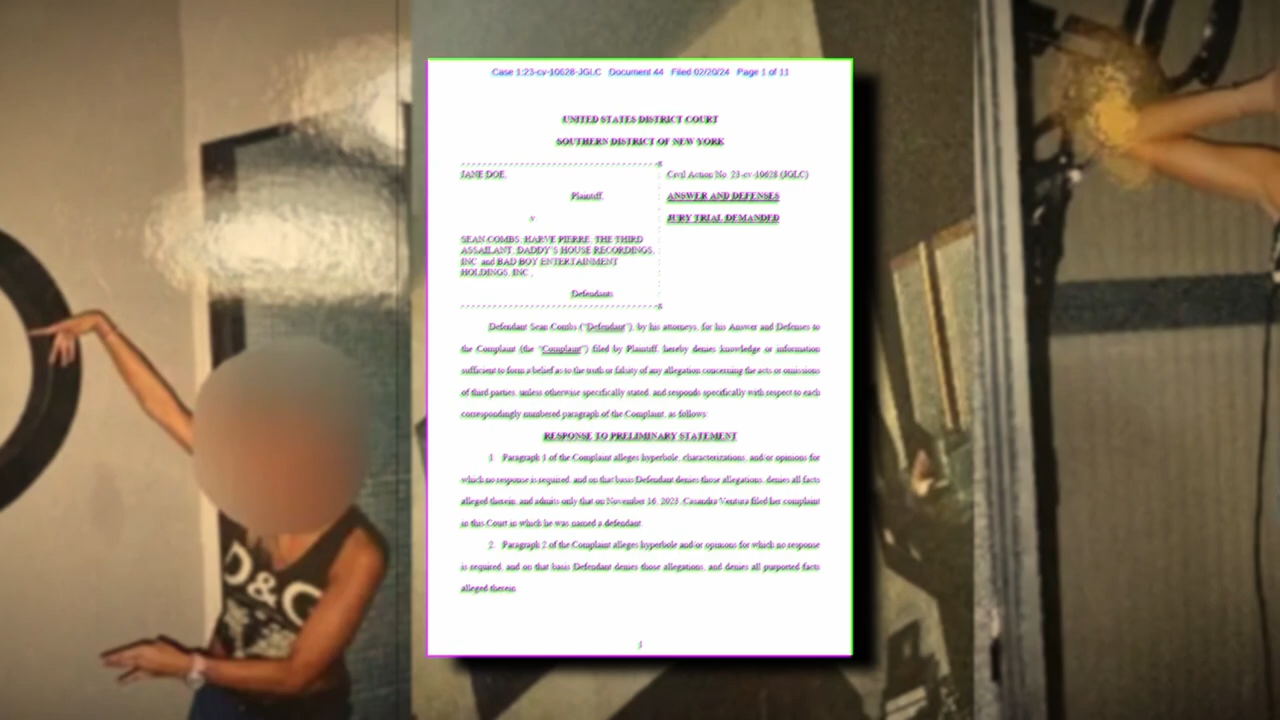 Case 1:23-cv-10628-JGLC Document 44 Filed 02/20/24 Page 1 of 11
UNITED STATES DISTRICT COURT
SOUTHERN DISTRICT OF NEW YORK
-----------------------------------x
JANE DOE,
Plaintiff,
v
SEAN COMBS, HARVE PIERRE, THE THIRD
ASSAILANT, DADDY'S HOUSE RECORDINGS,
INC. and BAD BOY ENTERTAINMENT
HOLDINGS, INC.,
Defendants
-----------------------------------x
Civil Action No. 23-cv-10628 (JGLC)
ANSWER AND DEFENSES
JURY TRIAL DEMANDED
Defendant Sean Combs ("Defendant"), by his attorneys, for his Answer and Defenses to
the Complaint (the "Complaint") filed by Plaintiff, hereby denies knowledge or information
sufficient to form a belief as to the truth or falsity of any allegation concerning the acts or omissions
of third parties, unless otherwise specifically stated, and responds specifically with respect to each
correspondingly numbered paragraph of the Complaint, as follows:
RESPONSE TO PRELIMINARY STATEMENT
1. Paragraph 1 of the Complaint alleges hyperbole, characterizations, and/or opinions for
which no response is required, and on that basis Defendant denies those allegations, denies all facts
alleged therein, and admits only that on November 16, 2023, Casandra Ventura filed her complaint
in this Court in which he was named a defendant.
2. Paragraph 2 of the Complaint alleges hyperbole and/or opinions for which no response
is required, and on that basis Defendant denies those allegations, and denies all purported facts
alleged therein.
1
D&G